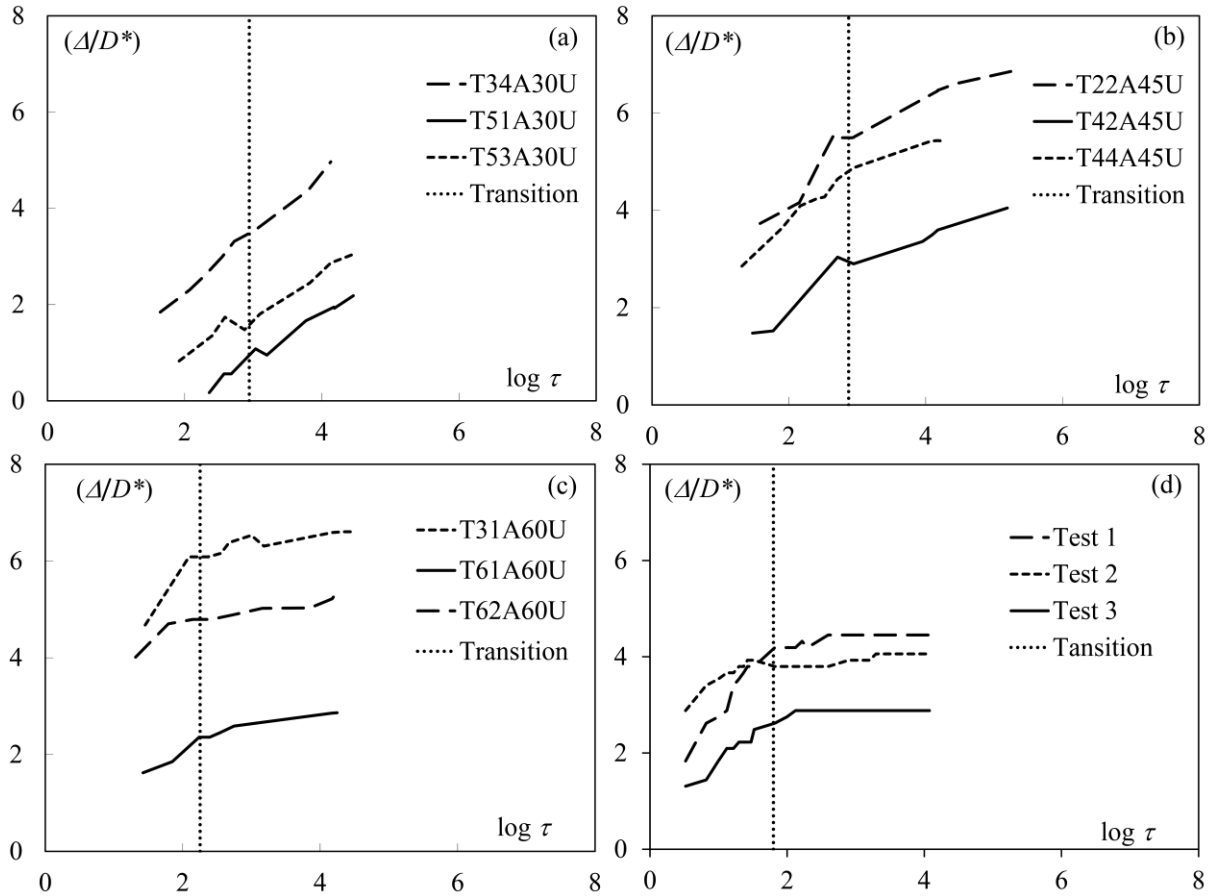 8
(Δ/D*)
(a)
T34A30U
T51A30U
T53A30U
Transition
6
4
2
0
log τ
0 2 4 6 8
8
(Δ/D*)
(b)
T22A45U
T42A45U
T44A45U
Transition
6
4
2
0
log τ
0 2 4 6 8
8
(Δ/D*)
(c)
T31A60U
T61A60U
T62A60U
Transition
6
4
2
0
log τ
0 2 4 6 8
8
(Δ/D*)
(d)
Test 1
Test 2
Test 3
Tansition
6
4
2
0
log τ
0 2 4 6 8